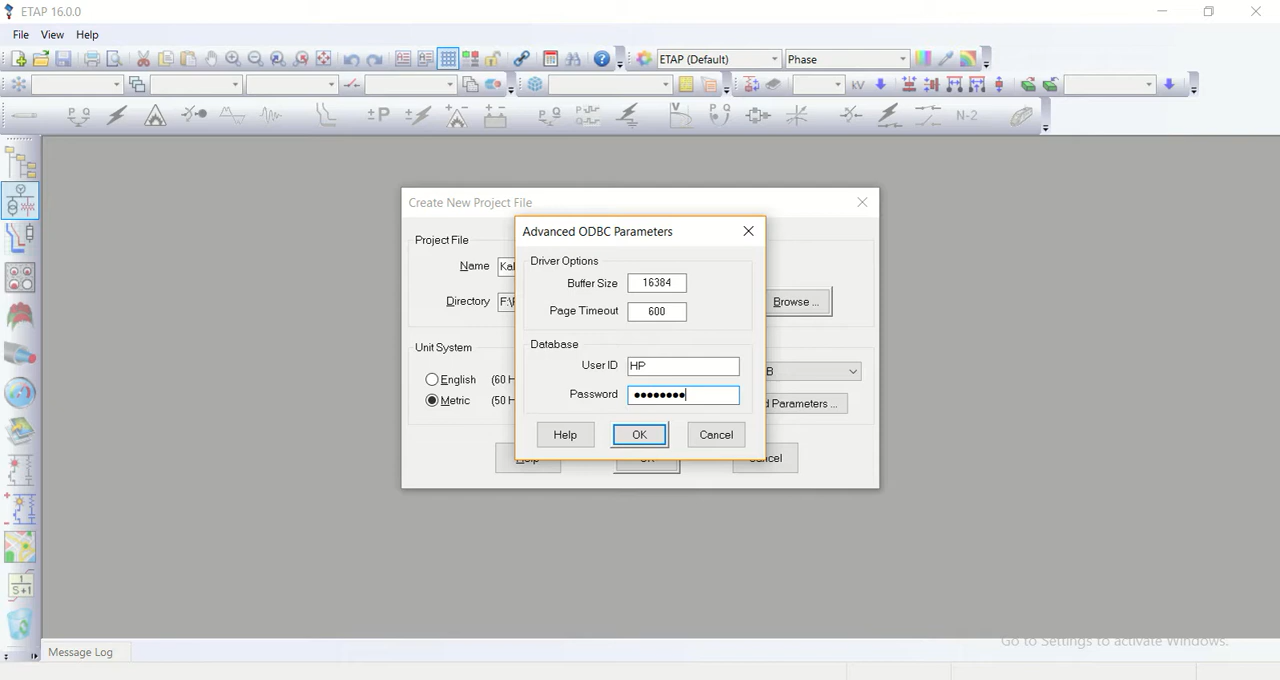 ETAP 16.0.0
File View Help
ETAP (Default) Phase
kV
N-2
Create New Project File
Project File
Name
Directory
Browse ...
Unit System
English
Metric
Parameters ...
Advanced ODBC Parameters
Driver Options
Buffer Size 16384
Page Timeout 600
Database
User ID HP
Password ●●●●●●●●
Help OK Cancel
1
S+1
Message Log
Go to Settings to activate Windows.